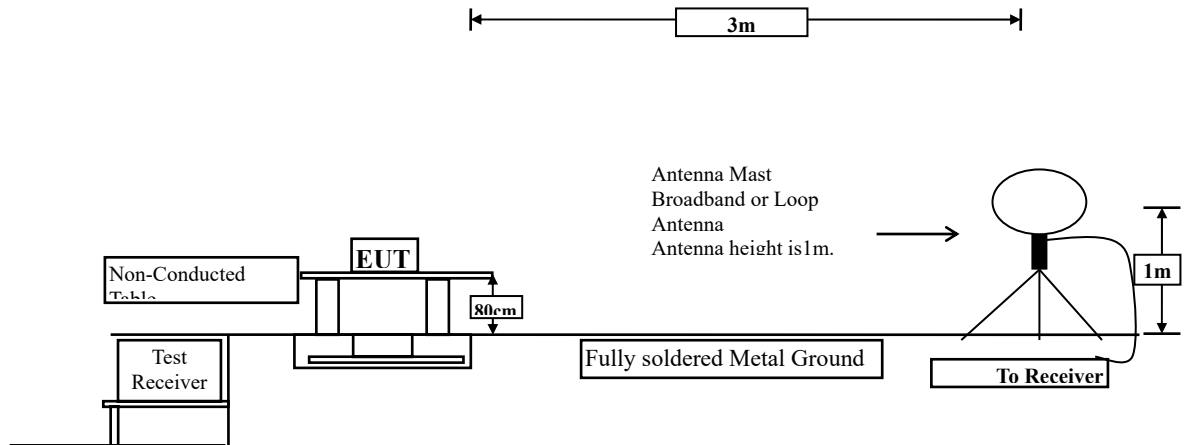 3m
Antenna Mast
Broadband or Loop
Antenna
Antenna height is1m.
EUT
Non-Conducted
Table
80cm
1m
Test
Receiver
Fully soldered Metal Ground
To Receiver